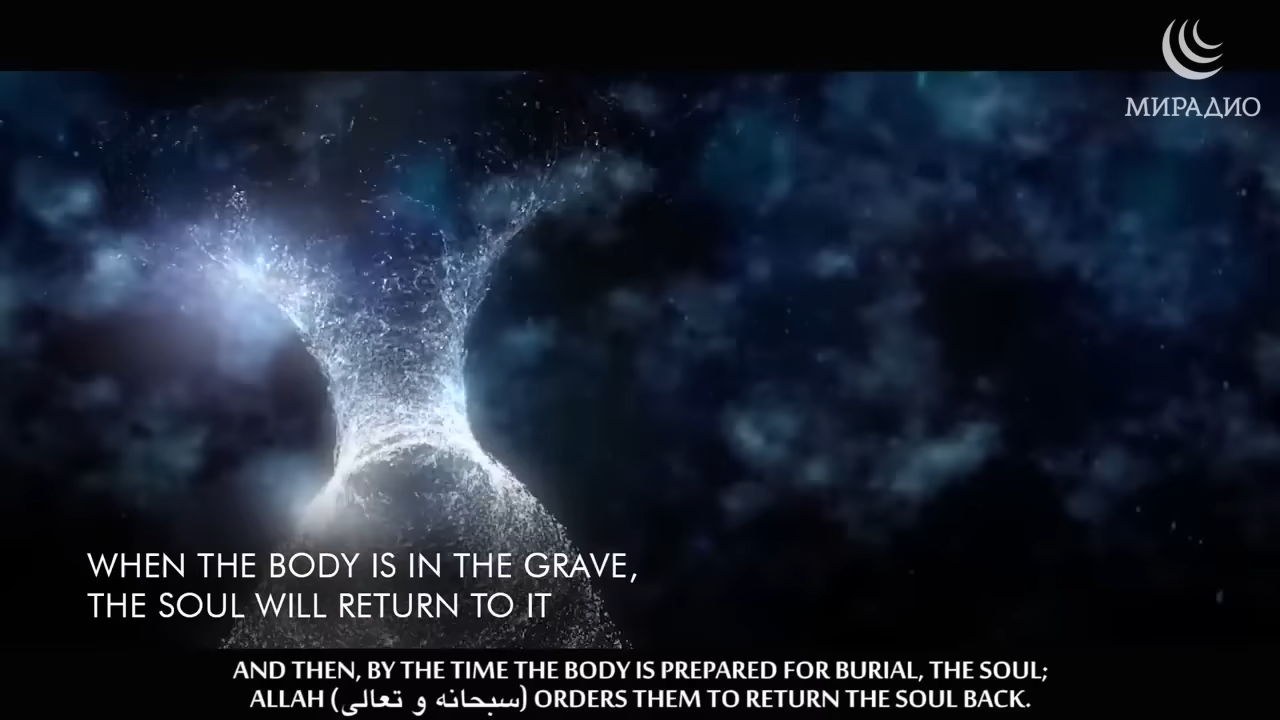 МИРАДИО
WHEN THE BODY IS IN THE GRAVE,
THE SOUL WILL RETURN TO IT
AND THEN, BY THE TIME THE BODY IS PREPARED FOR BURIAL, THE SOUL;
ALLAH (سبحانه و تعالى) ORDERS THEM TO RETURN THE SOUL BACK.